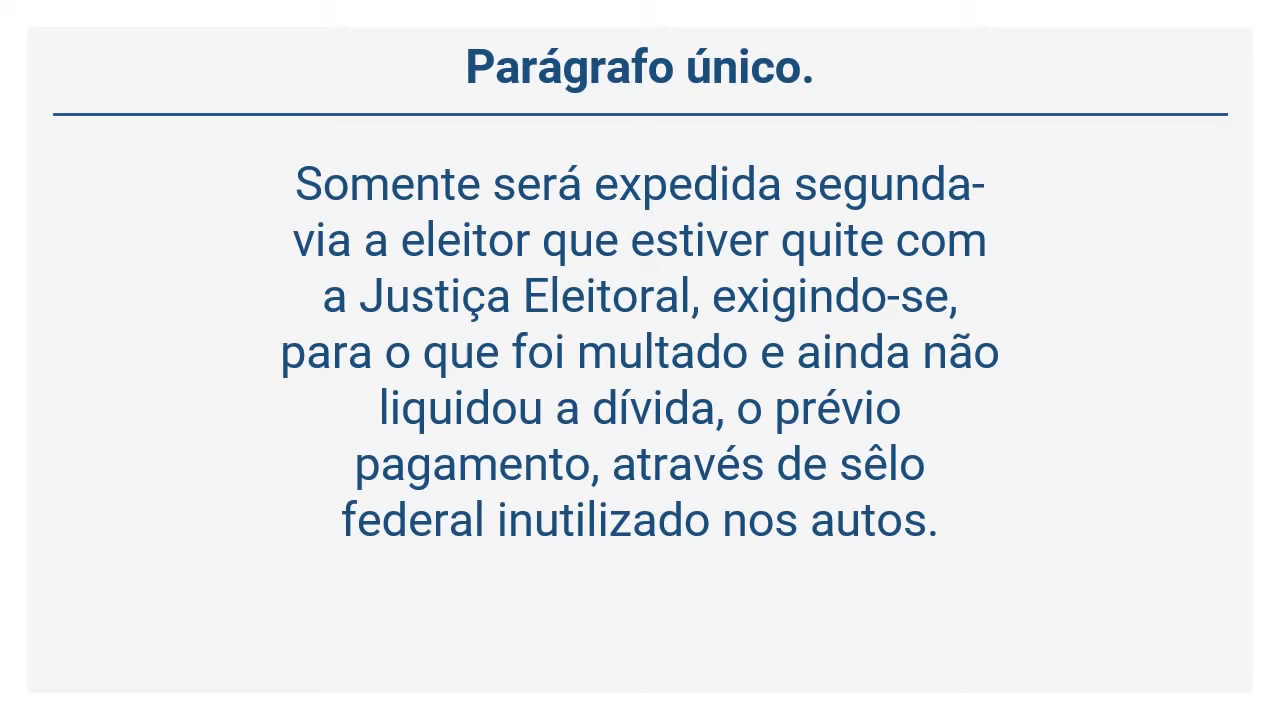 Parágrafo único.
Somente será expedida segunda-
via a eleitor que estiver quite com
a Justiça Eleitoral, exigindo-se,
para o que foi multado e ainda não
liquidou a dívida, o prévio
pagamento, através de sêlo
federal inutilizado nos autos.